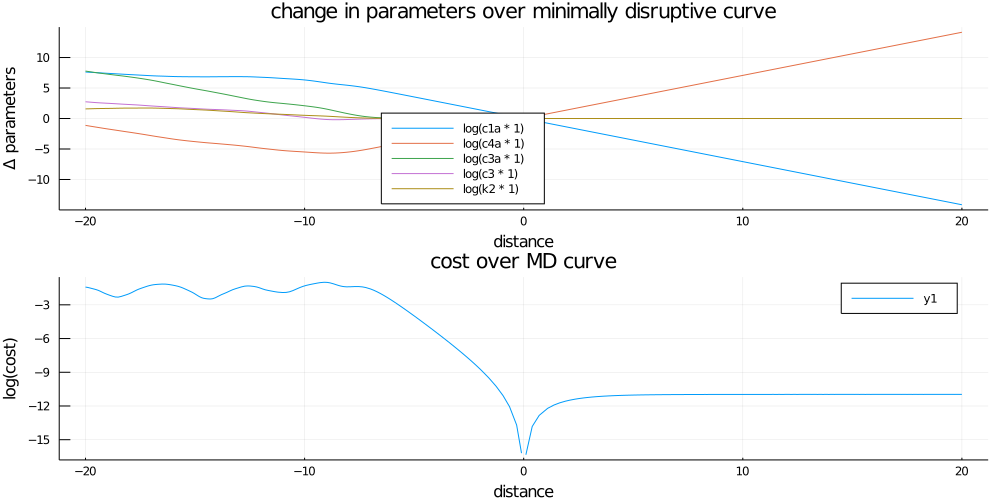 change in parameters over minimally disruptive curve
Δ parameters
10
5
0
−5
−10
log(c1a * 1)
log(c4a * 1)
log(c3a * 1)
log(c3 * 1)
log(k2 * 1)
−20 −10 0 10 20
distance
cost over MD curve
log(cost)
−3
−6
−9
−12
−15
y1
−20 −10 0 10 20
distance